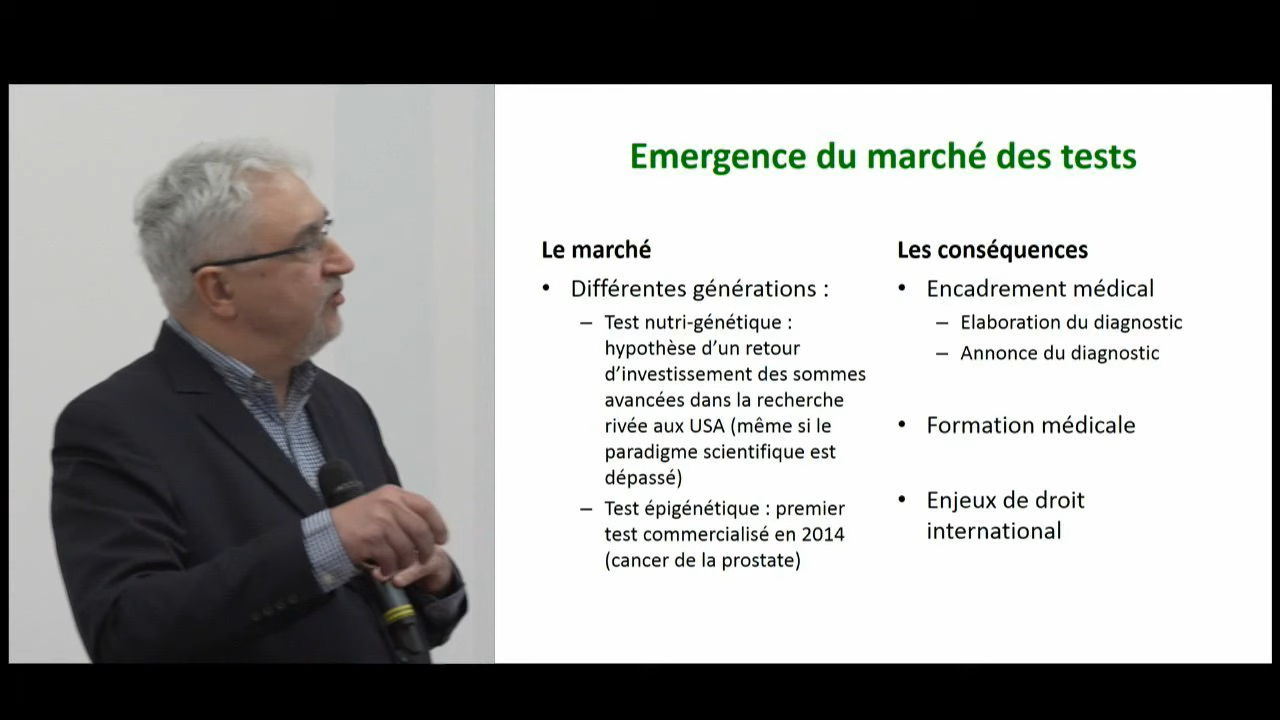 Emergence du marché des tests
Le marché
• Différentes générations :
– Test nutri-génétique :
hypothèse d’un retour
d’investissement des sommes
avancées dans la recherche
rivée aux USA (même si le
paradigme scientifique est
dépassé)
– Test épigénétique : premier
test commercialisé en 2014
(cancer de la prostate)
Les conséquences
• Encadrement médical
– Elaboration du diagnostic
– Annonce du diagnostic
• Formation médicale
• Enjeux de droit
international